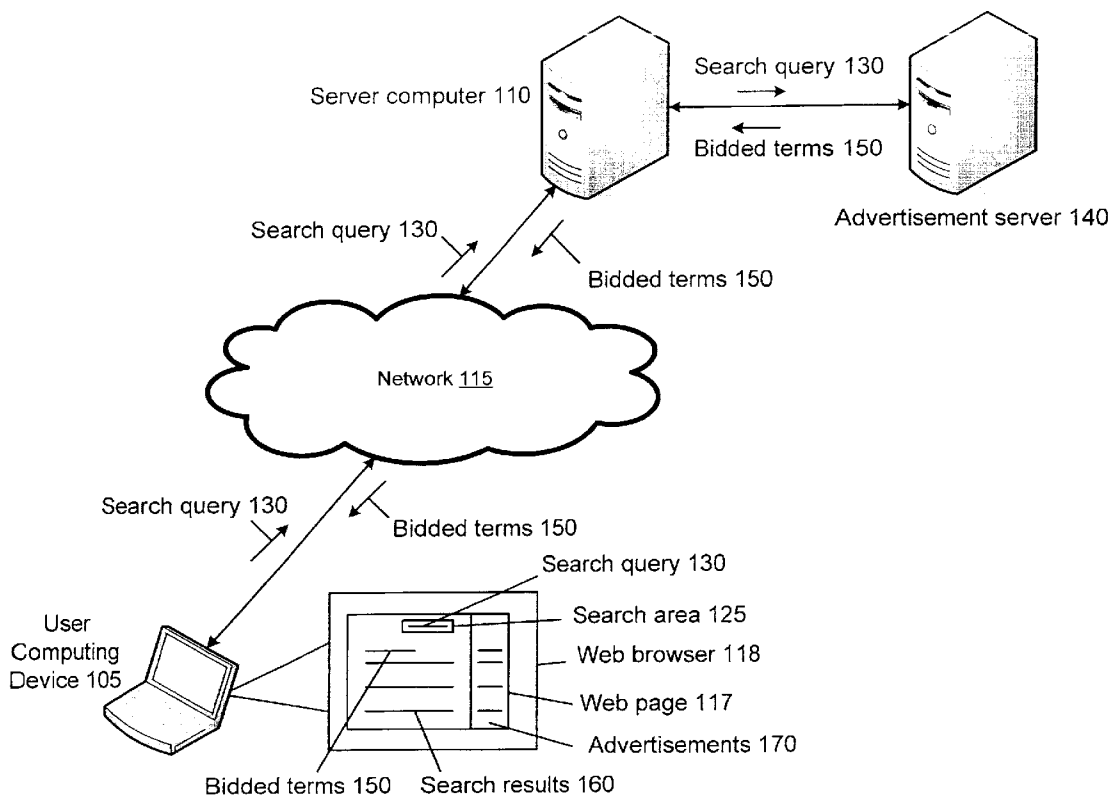 Search query 130
Server computer 110
Bidded terms 150
Advertisement server 140
Search query 130
Bidded terms 150
Network 115
Search query 130
Bidded terms 150
Search query 130
Search area 125
User
Computing
Device 105
Web browser 118
Web page 117
Advertisements 170
Bidded terms 150
Search results 160